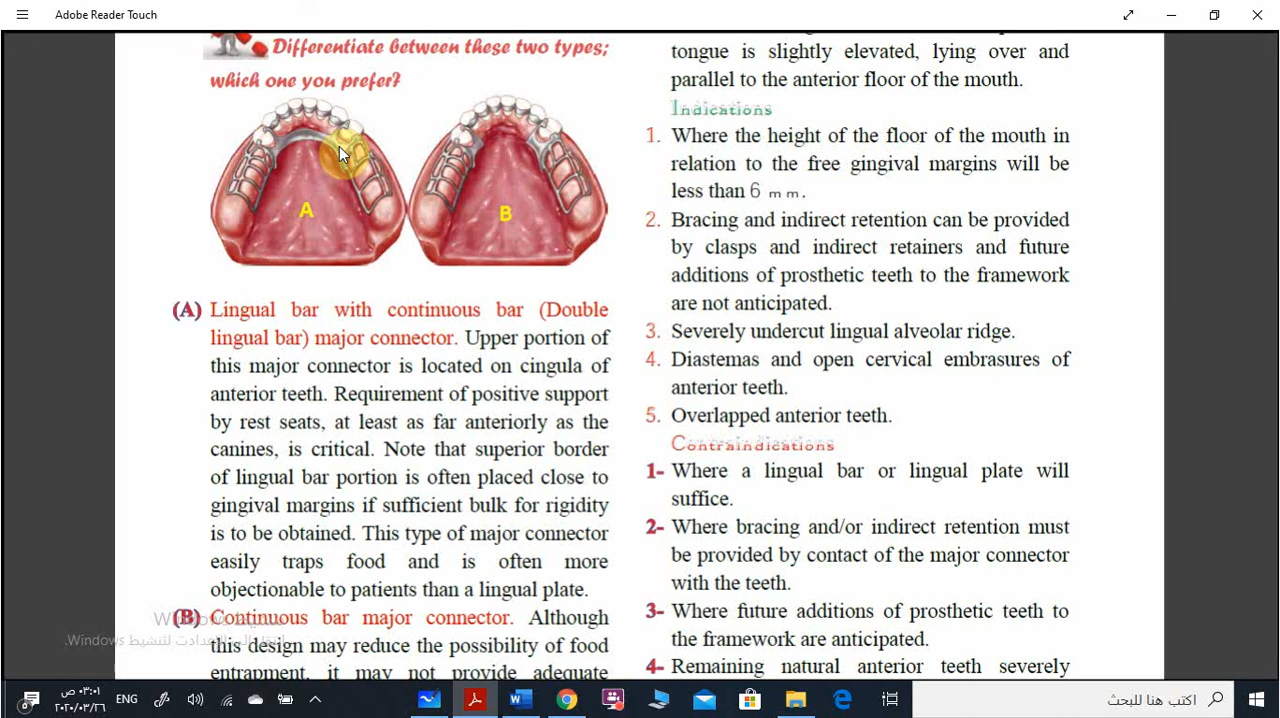 Adobe Reader Touch
Differentiate between these two types;
which one you prefer?
A
B
(A) Lingual bar with continuous bar (Double
lingual bar) major connector. Upper portion of
this major connector is located on cingula of
anterior teeth. Requirement of positive support
by rest seats, at least as far anteriorly as the
canines, is critical. Note that superior border
of lingual bar portion is often placed close to
gingival margins if sufficient bulk for rigidity
is to be obtained. This type of major connector
easily traps food and is often more
objectionable to patients than a lingual plate.
(B) Continuous bar major connector. Although
this design may reduce the possibility of food
entrapment, it may not provide adequate
tongue is slightly elevated, lying over and
parallel to the anterior floor of the mouth.
Indications
1. Where the height of the floor of the mouth in
relation to the free gingival margins will be
less than 6 mm.
2. Bracing and indirect retention can be provided
by clasps and indirect retainers and future
additions of prosthetic teeth to the framework
are not anticipated.
3. Severely undercut lingual alveolar ridge.
4. Diastemas and open cervical embrasures of
anterior teeth.
5. Overlapped anterior teeth.
Contraindications
1- Where a lingual bar or lingual plate will
suffice.
2- Where bracing and/or indirect retention must
be provided by contact of the major connector
with the teeth.
3- Where future additions of prosthetic teeth to
the framework are anticipated.
4- Remaining natural anterior teeth severely
Windows
انتقل إلى الإعدادات لتنشيط Windows.
٠٣:٠١ ص
٢٠٢٠/٠٣/٢٦
ENG
اكتب هنا للبحث